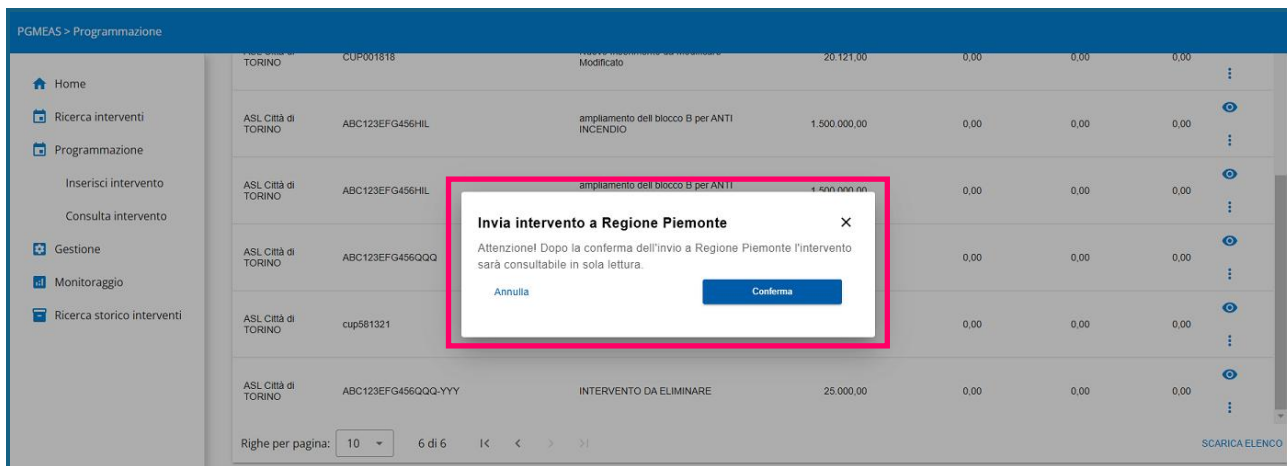 PGMEAS > Programmazione
Home
Ricerca interventi
Programmazione
Inserisci intervento
Consulta intervento
Gestione
Monitoraggio
Ricerca storico interventi
TORINO CUP001818 Modificato 20.121,00 0,00 0,00 0,00
ASL Città di
TORINO ABC123EFG456HIL ampliamento dell blocco B per ANTI
INCENDIO 1.500.000,00 0,00 0,00 0,00
ASL Città di
TORINO ABC123EFG456HIL ampliamento dell blocco B per ANTI
1.500.000,00 0,00 0,00 0,00
ASL Città di
TORINO ABC123EFG456QQQ 0,00 0,00 0,00
ASL Città di
TORINO cup581321 0,00 0,00 0,00
ASL Città di
TORINO ABC123EFG456QQQ-YYY INTERVENTO DA ELIMINARE 25.000,00 0,00 0,00 0,00
Invia intervento a Regione Piemonte
Attenzione! Dopo la conferma dell'invio a Regione Piemonte l'intervento
sarà consultabile in sola lettura.
Annulla Conferma
Righe per pagina: 10 6 di 6
SCARICA ELENCO